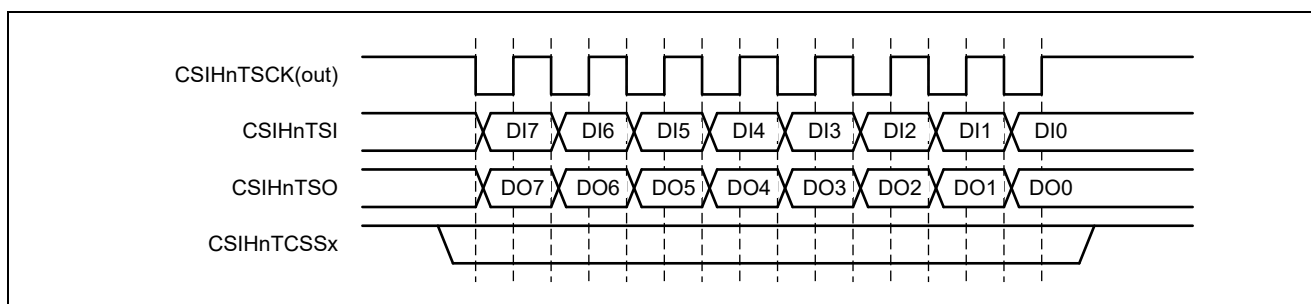 CSIHnTSCK(out)
CSIHnTSI DI7 DI6 DI5 DI4 DI3 DI2 DI1 DI0
CSIHnTSO DO7 DO6 DO5 DO4 DO3 DO2 DO1 DO0
CSIHnTCSSx